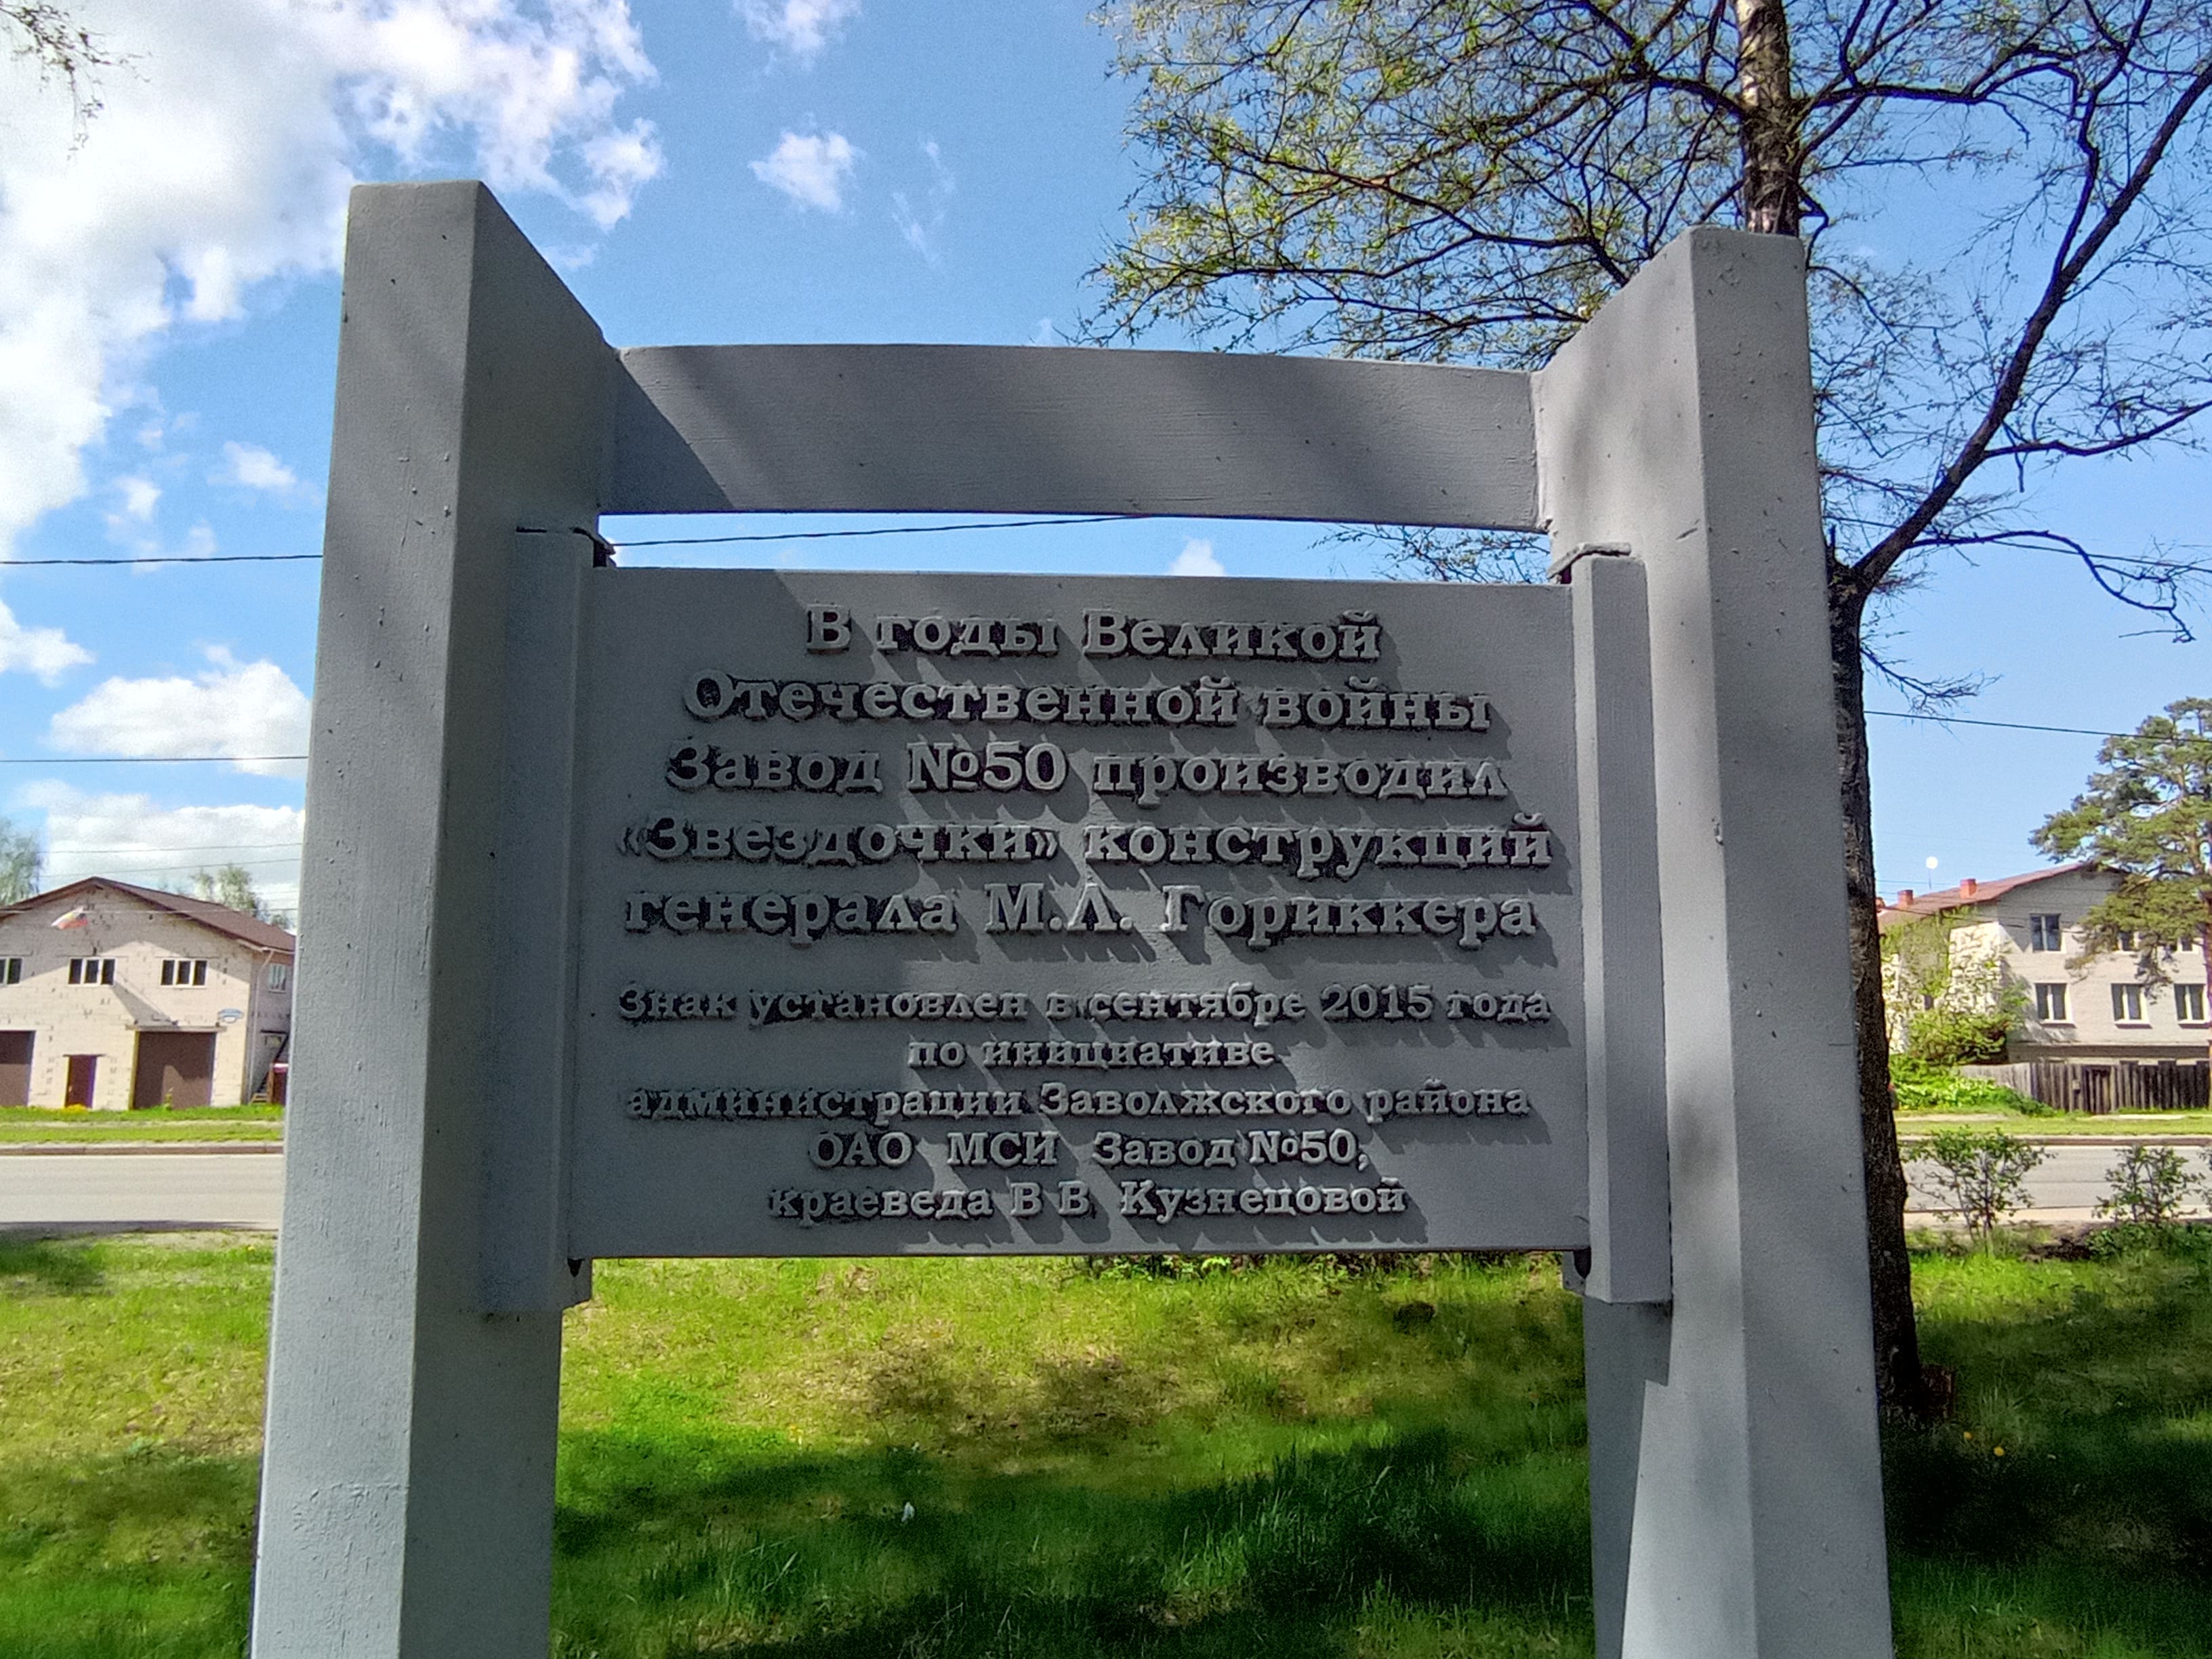 В годы Великой
Отечественной войны
Завод №50 производил
«Звездочки» конструкций
генерала М.Л. Гориккера
Знак установлен в сентябре 2015 года
по инициативе
администрации Заволжского района
ОАО МСИ Завод №50,
краеведа В В Кузнецовой